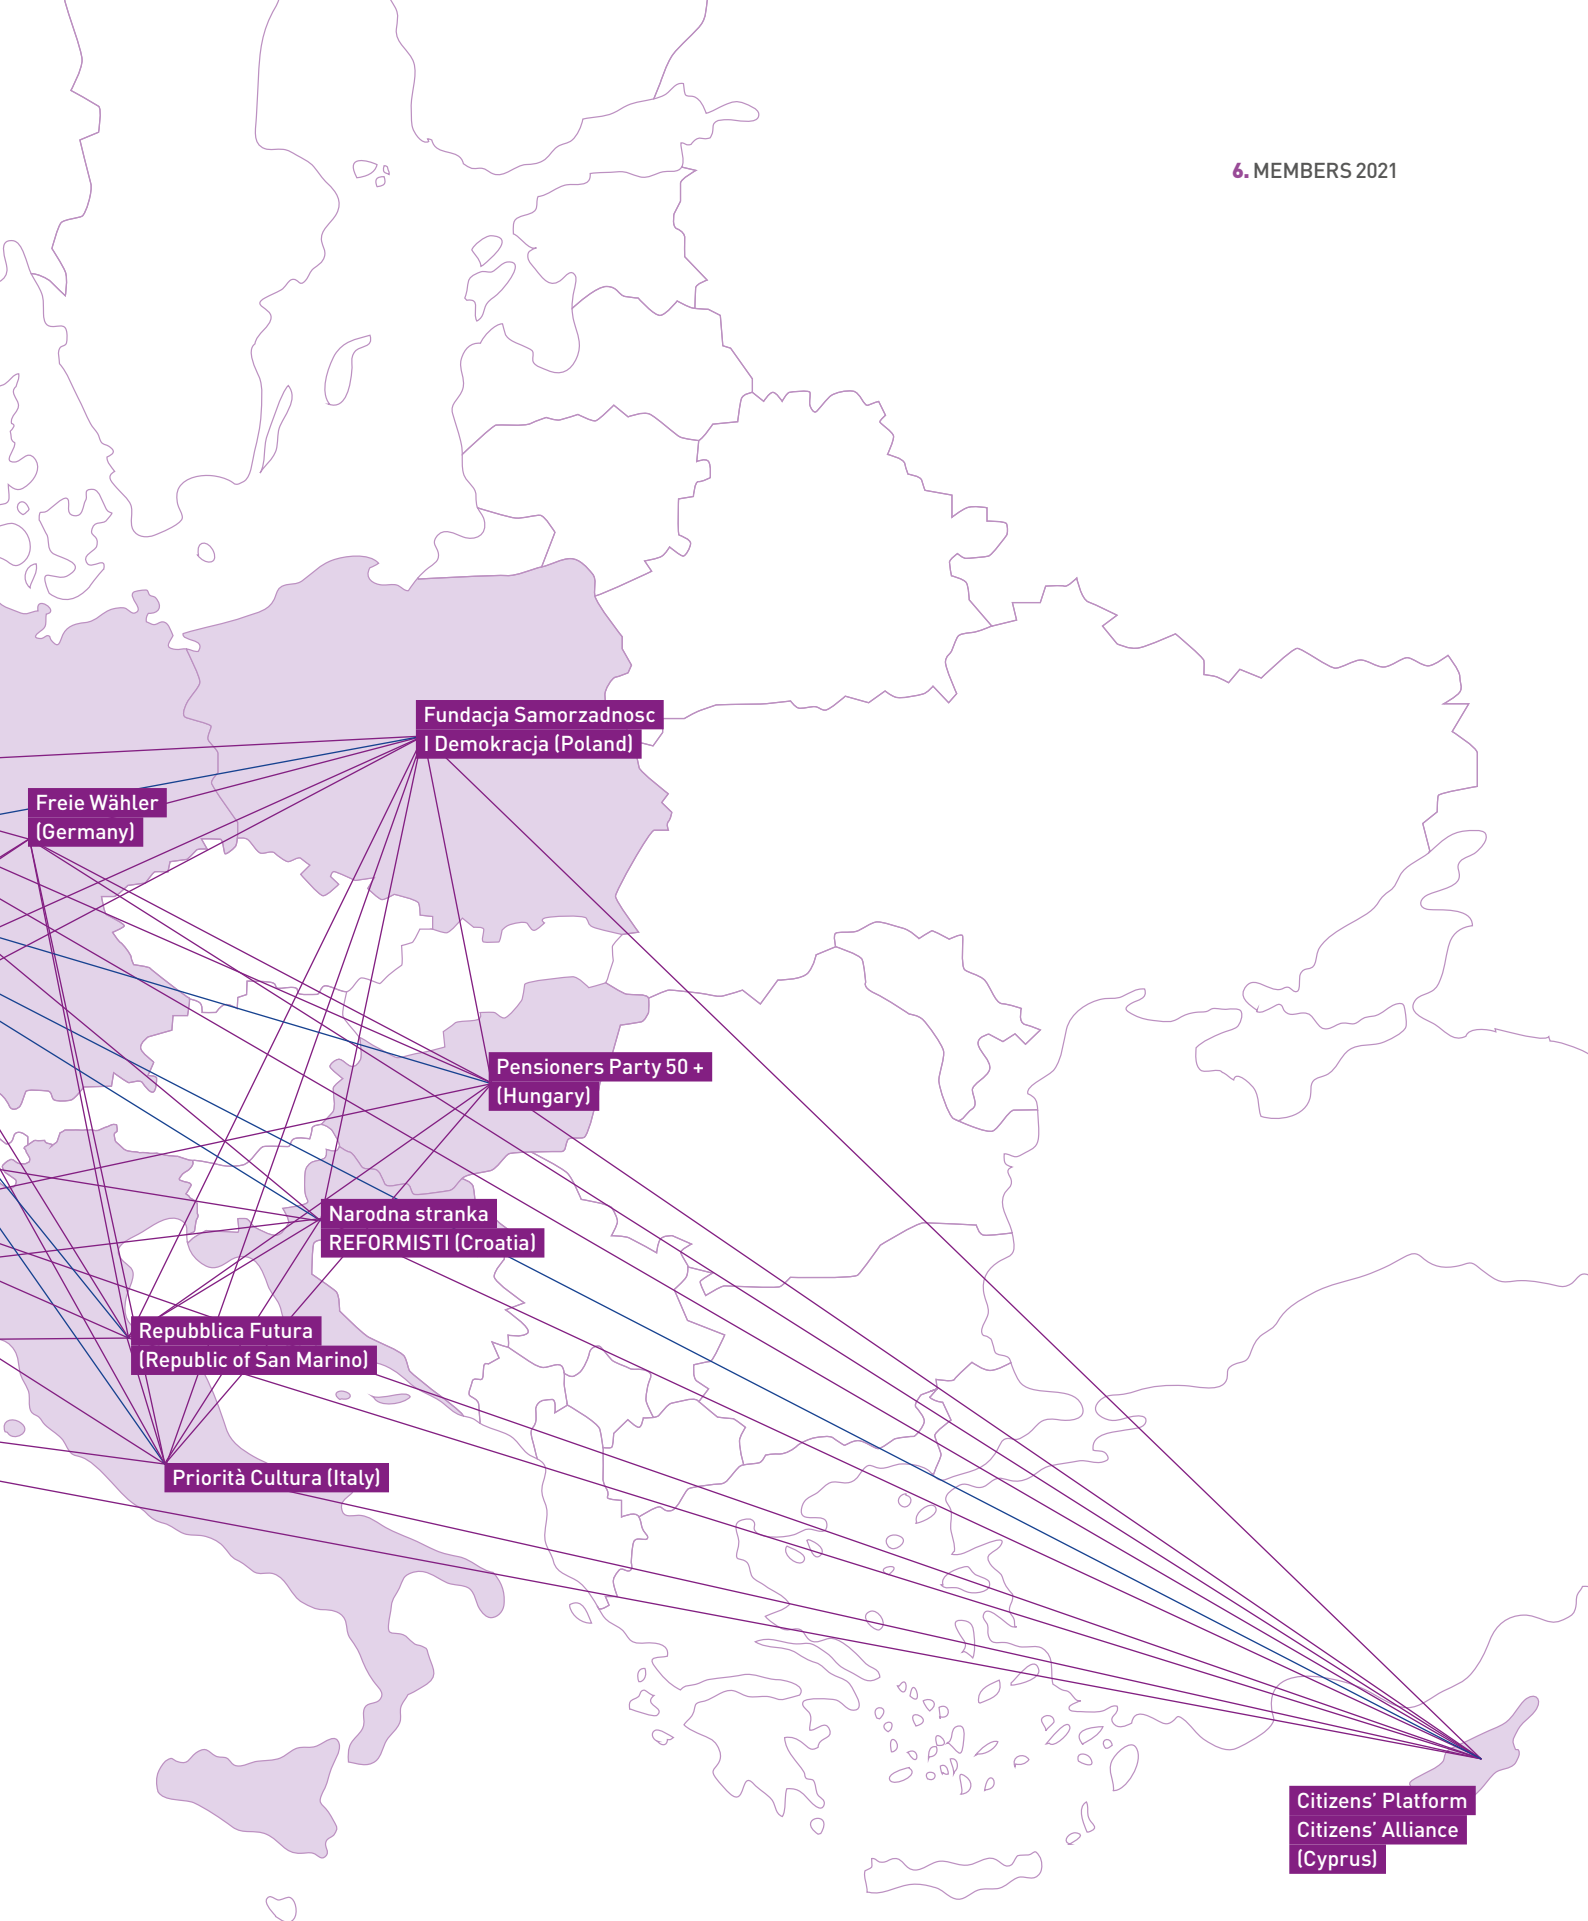 6. MEMBERS 2021
Fundacja Samorzadnosc
I Demokracja (Poland)
Freie Wähler
(Germany)
Pensioners Party 50 +
(Hungary)
Narodna stranka
REFORMISTI (Croatia)
Repubblica Futura
(Republic of San Marino)
Priorità Cultura (Italy)
Citizens’ Platform
Citizens’ Alliance
(Cyprus)